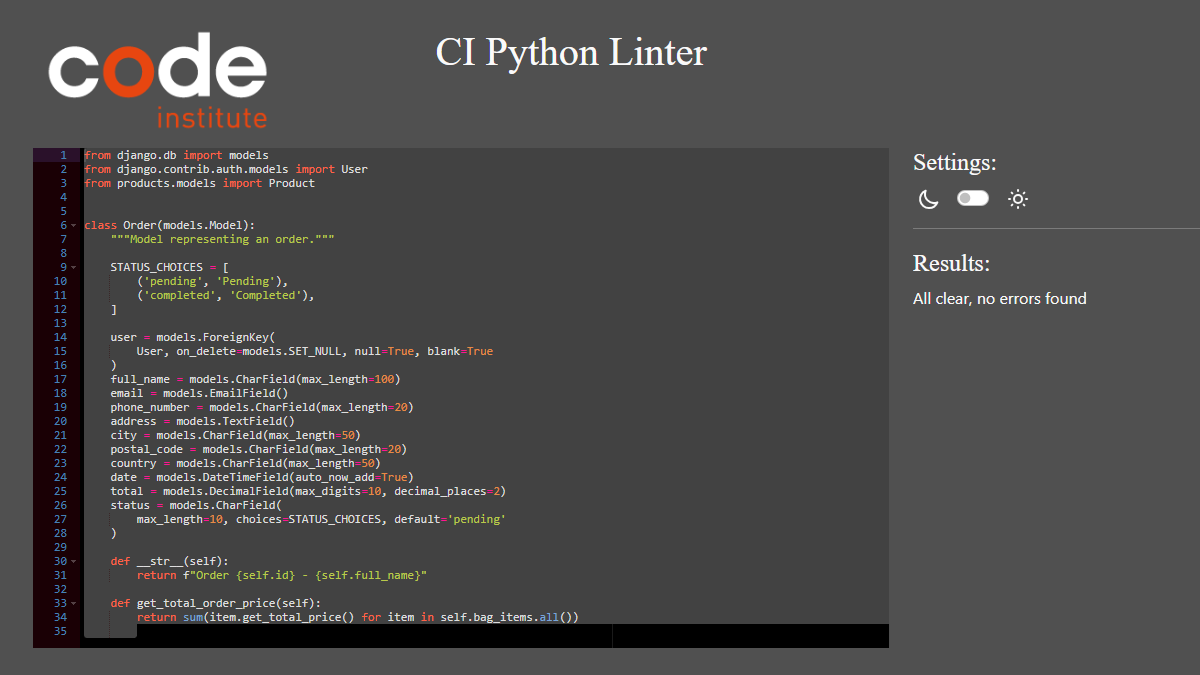 code
institute
CI Python Linter
1 from django.db import models
2 from django.contrib.auth.models import User
3 from products.models import Product
4
5
6 class Order(models.Model):
7     """Model representing an order."""
8
9     STATUS_CHOICES = [
10         ('pending', 'Pending'),
11         ('completed', 'Completed'),
12     ]
13
14     user = models.ForeignKey(
15         User, on_delete=models.SET_NULL, null=True, blank=True
16     )
17     full_name = models.CharField(max_length=100)
18     email = models.EmailField()
19     phone_number = models.CharField(max_length=20)
20     address = models.TextField()
21     city = models.CharField(max_length=50)
22     postal_code = models.CharField(max_length=20)
23     country = models.CharField(max_length=50)
24     date = models.DateTimeField(auto_now_add=True)
25     total = models.DecimalField(max_digits=10, decimal_places=2)
26     status = models.CharField(
27         max_length=10, choices=STATUS_CHOICES, default='pending'
28     )
29
30     def __str__(self):
31         return f"Order {self.id} - {self.full_name}"
32
33     def get_total_order_price(self):
34         return sum(item.get_total_price() for item in self.bag_items.all())
35
Settings:
Results:
All clear, no errors found